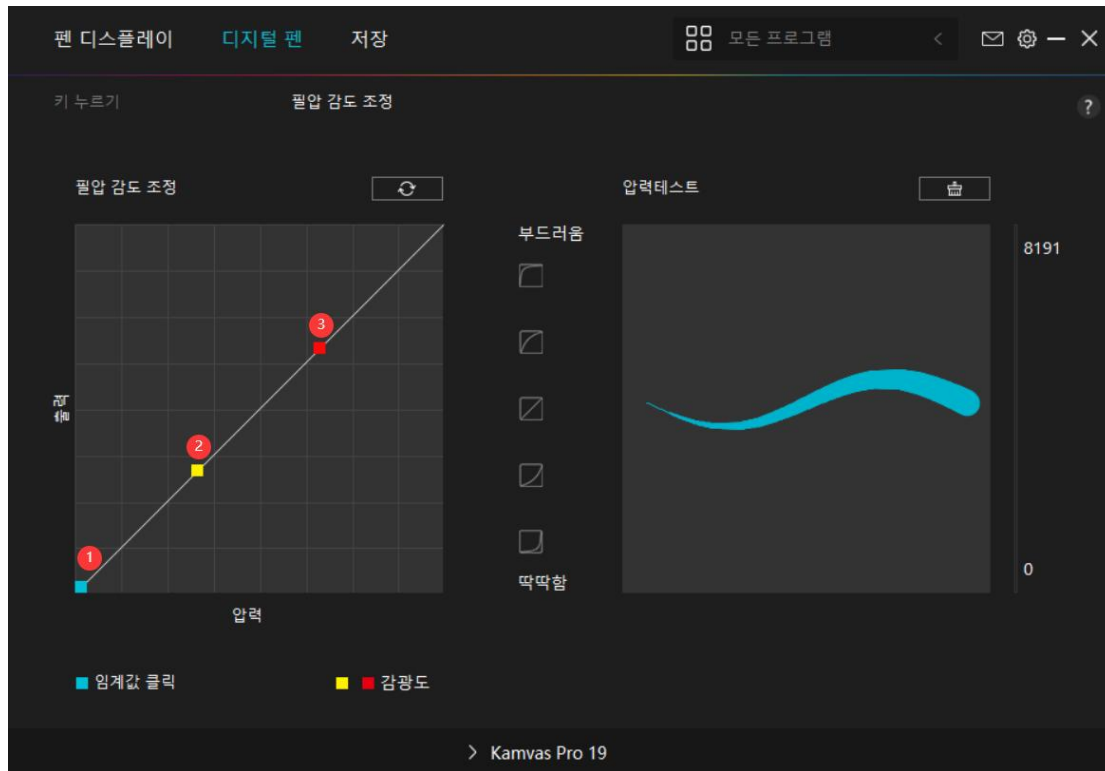 펜 디스플레이 디지털 펜 저장 모든 프로그램
키 누르기 필압 감도 조정 ?
필압 감도 조정 압력테스트
부드러움
8191
3
출력
2
1
0
딱딱함
압력
임계값 클릭 감광도
Kamvas Pro 19